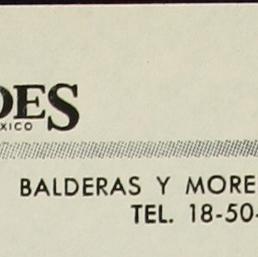 DES
XICO
BALDERAS Y MORE
TEL. 18-50-